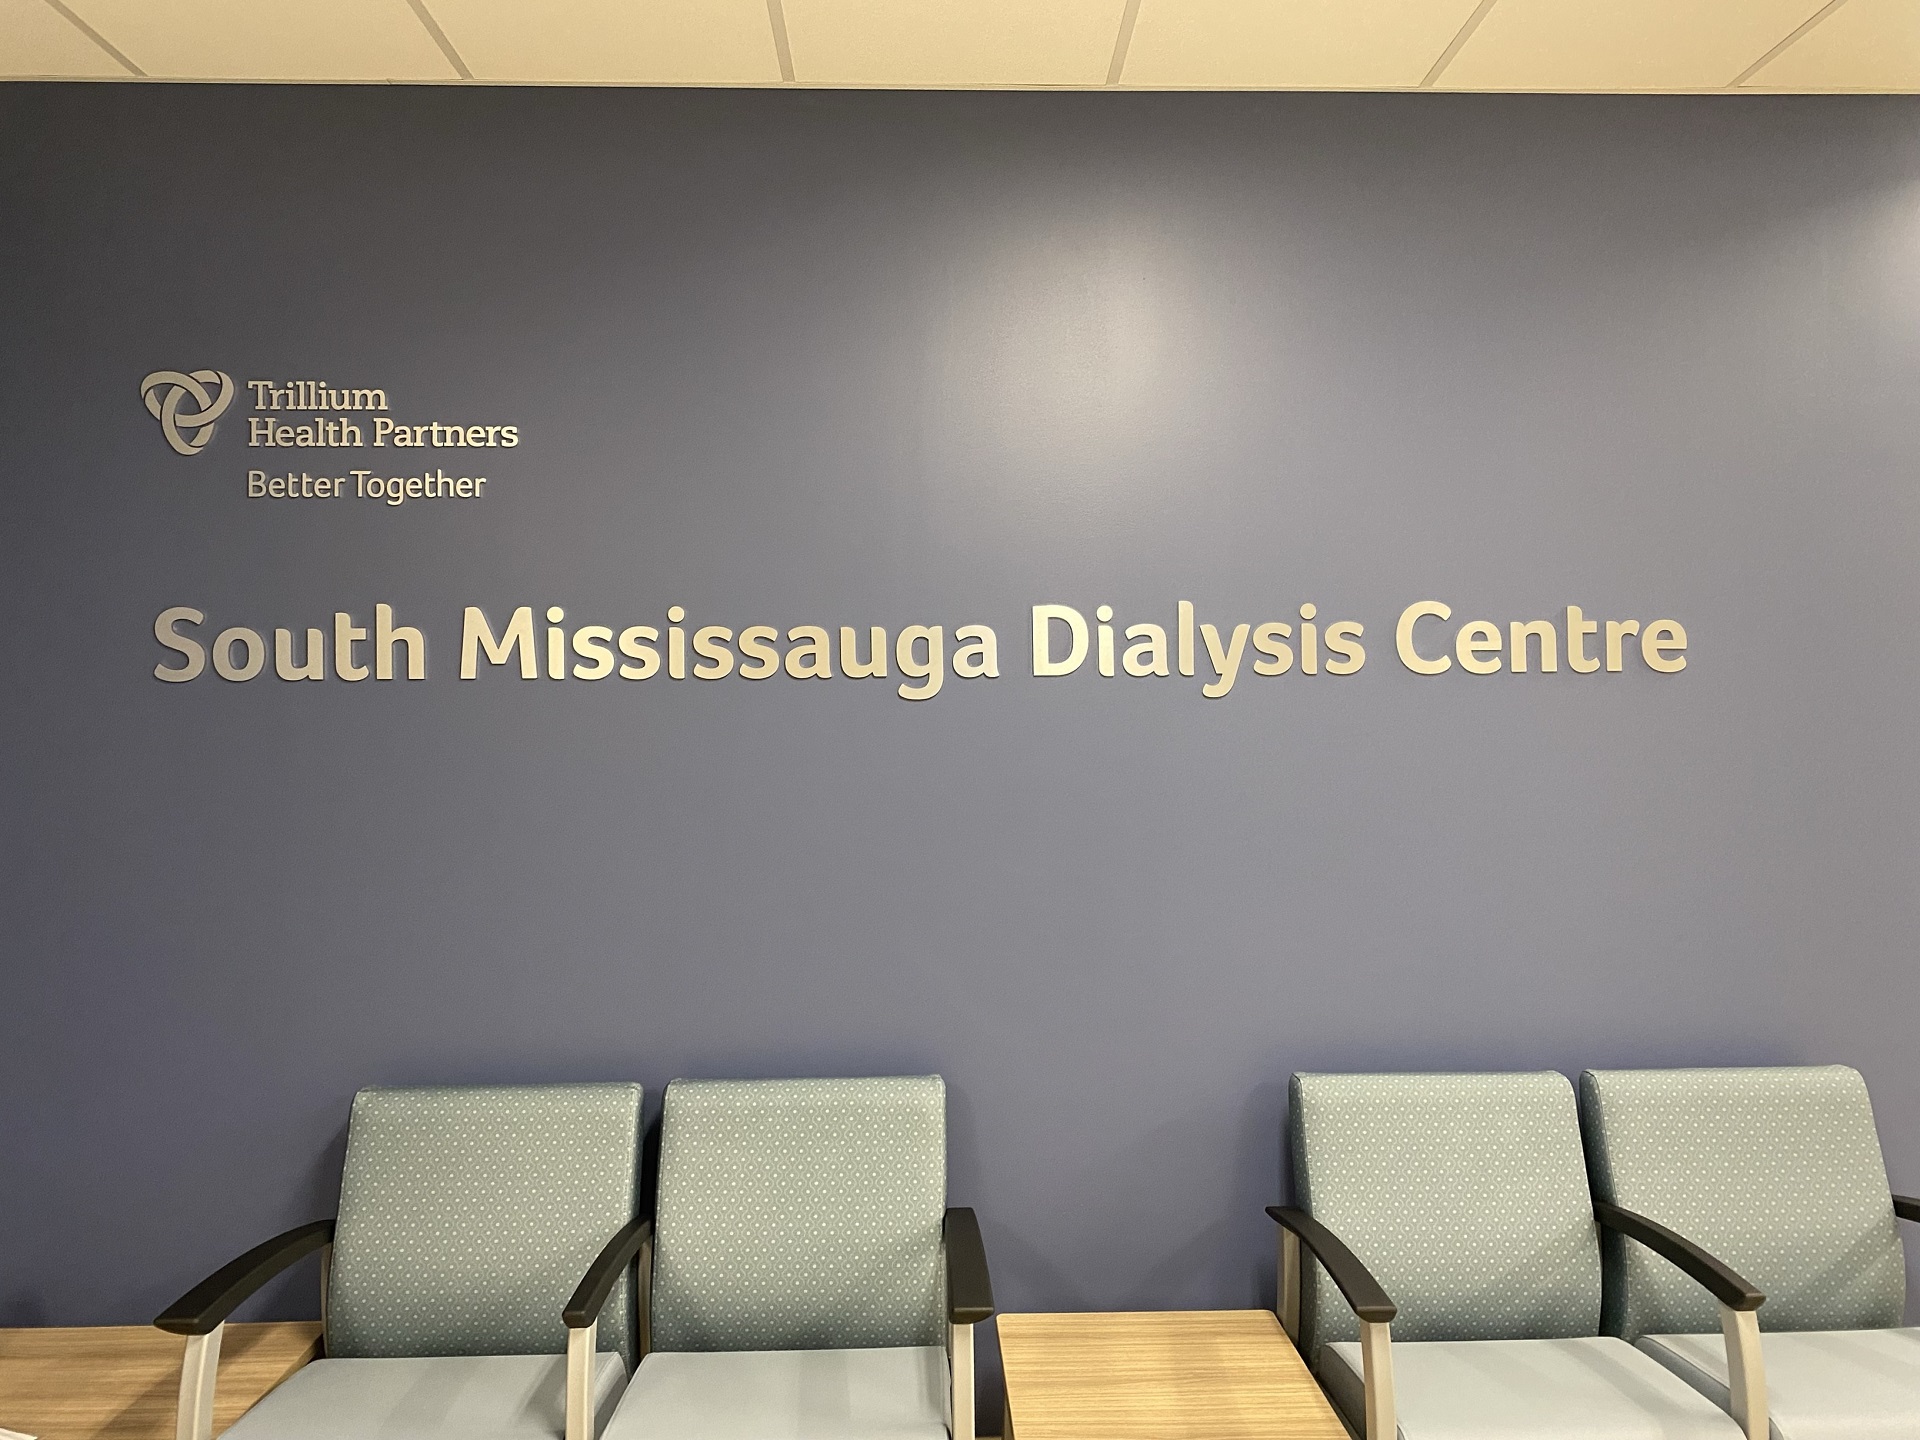 Trillium
Health Partners
Better Together
South Mississauga Dialysis Centre